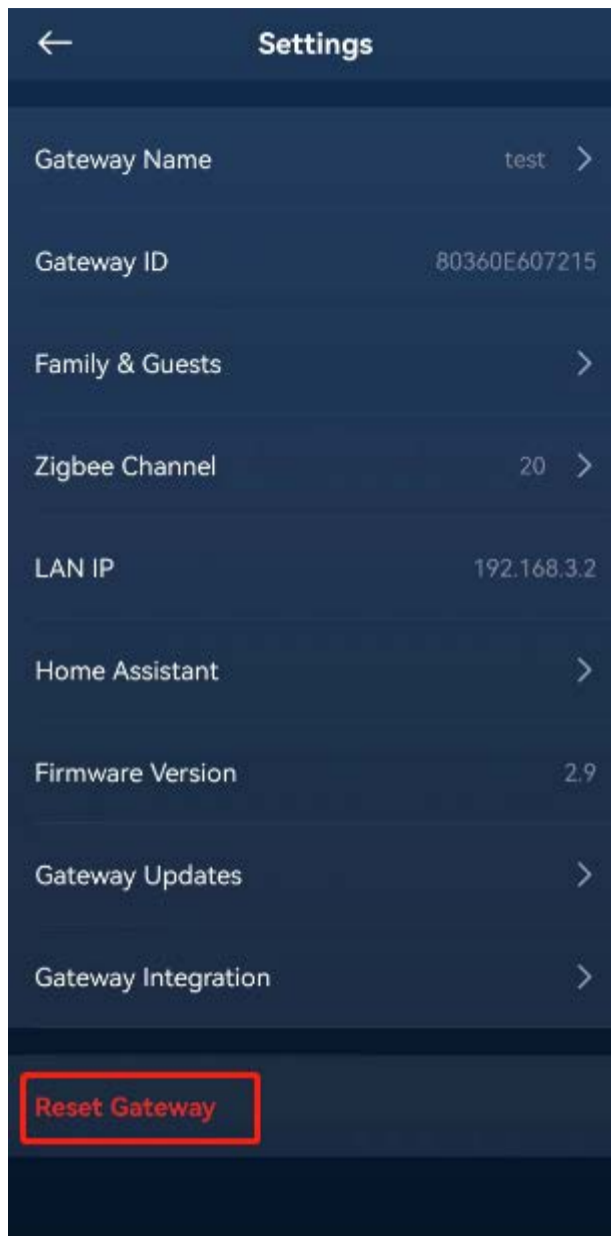 Settings
Gateway Name test
Gateway ID 80360E607215
Family & Guests
Zigbee Channel 20
LAN IP 192.168.3.2
Home Assistant
Firmware Version 2.9
Gateway Updates
Gateway Integration
Reset Gateway